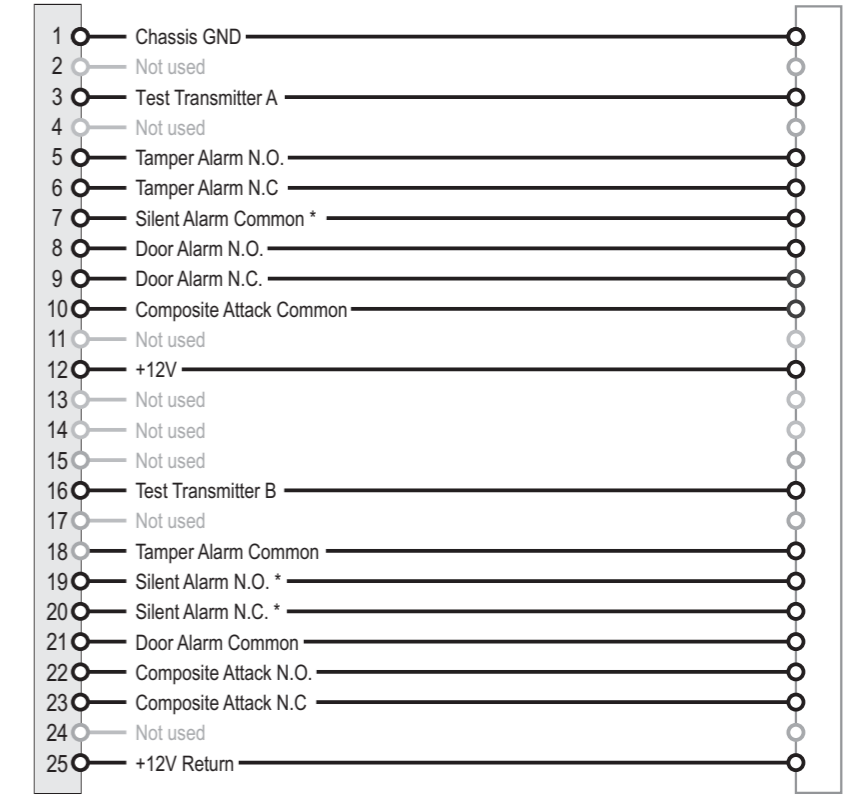 1 Chassis GND
2 Not used
3 Test Transmitter A
4 Not used
5 Tamper Alarm N.O.
6 Tamper Alarm N.C
7 Silent Alarm Common *
8 Door Alarm N.O.
9 Door Alarm N.C.
10 Composite Attack Common
11 Not used
12 +12V
13 Not used
14 Not used
15 Not used
16 Test Transmitter B
17 Not used
18 Tamper Alarm Common
19 Silent Alarm N.O. *
20 Silent Alarm N.C. *
21 Door Alarm Common
22 Composite Attack N.O.
23 Composite Attack N.C
24 Not used
25 +12V Return